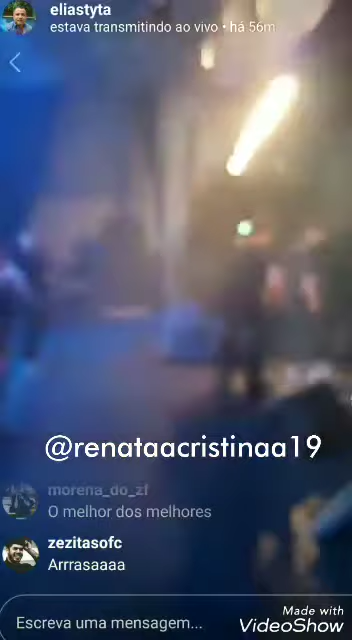 eliastyta
estava transmitindo ao vivo • há 56m
@renataacristinaa19
morena_do_zf
O melhor dos melhores
zezitasofc
Arrrasaaaa
Escreva uma mensagem...
Made with
VideoShow